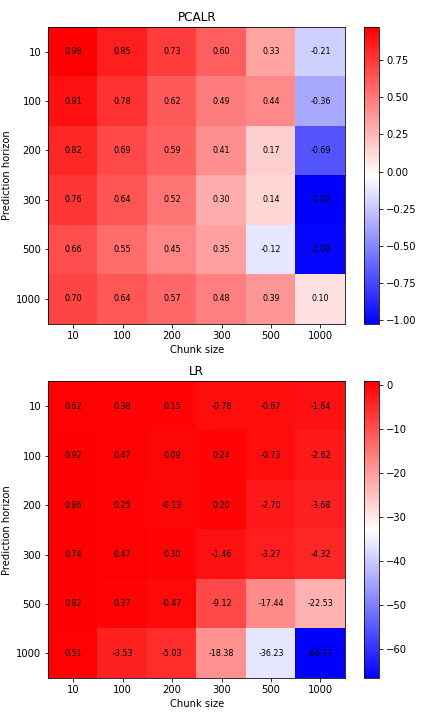 PCALR
10 0.98 0.85 0.73 0.60 0.33 -0.21 0.75
100 0.91 0.78 0.62 0.49 0.44 -0.36 0.50
200 0.82 0.69 0.59 0.41 0.17 -0.69 0.25
300 0.76 0.64 0.52 0.30 0.14 0.00
500 0.66 0.55 0.45 0.35 -0.12 -1.00 -0.25
1000 0.70 0.64 0.57 0.48 0.39 0.10 -0.50
-0.75
-1.00
Prediction horizon
10 100 200 300 500 1000
Chunk size
LR
10 0.62 0.38 0.15 -0.78 -0.67 -1.64 0
100 0.92 0.47 0.09 0.24 -0.73 -2.62 -10
200 0.86 0.25 -0.13 0.20 -2.70 -3.68 -20
300 0.74 0.47 0.30 -1.46 -3.27 -4.32 -30
500 0.82 0.37 -0.47 -9.12 -17.44 -22.53 -40
1000 0.51 -3.53 -5.03 -18.38 -36.23 -50
-60
Prediction horizon
10 100 200 300 500 1000
Chunk size